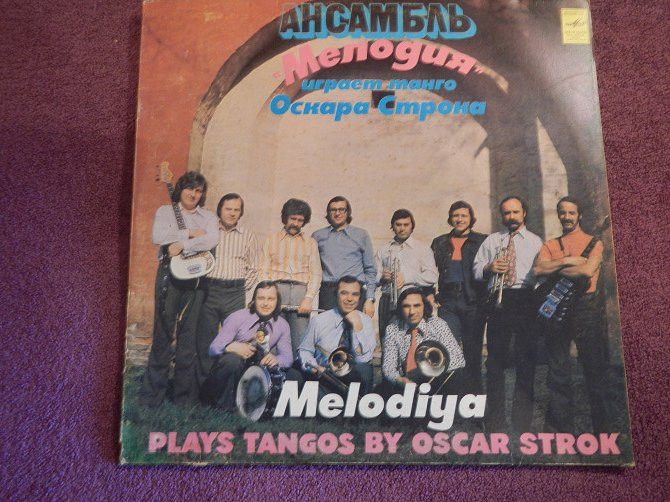 АНСАМБЛЬ
"Мелодия"
играет танго
Оскара Строка
Melodiya
PLAYS TANGOS BY OSCAR STROK